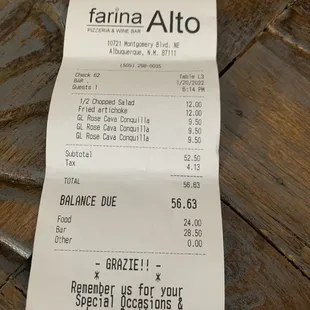 farina Alto
PIZZERIA & WINE BAR
10721 Montgomery Blvd. NE
Albuquerque, N.M. 87111
(505) 298-0035
Check 62 Table 13
BAR 1/20/2022
Guests 1 6:14 PM
1/2 Chopped Salad 12.00
Fried artichoke 12.00
GL Rose Cava Conquilla 9.50
GL Rose Cava Conquilla 9.50
GL Rose Cava Conquilla 9.50
Subtotal 52.50
Tax 4.13
TOTAL 56.63
BALANCE DUE 56.63
Food 24.00
Bar 28.50
Other 0.00
- GRAZIE!! -
* *
Remember us for your
Special Occasions &